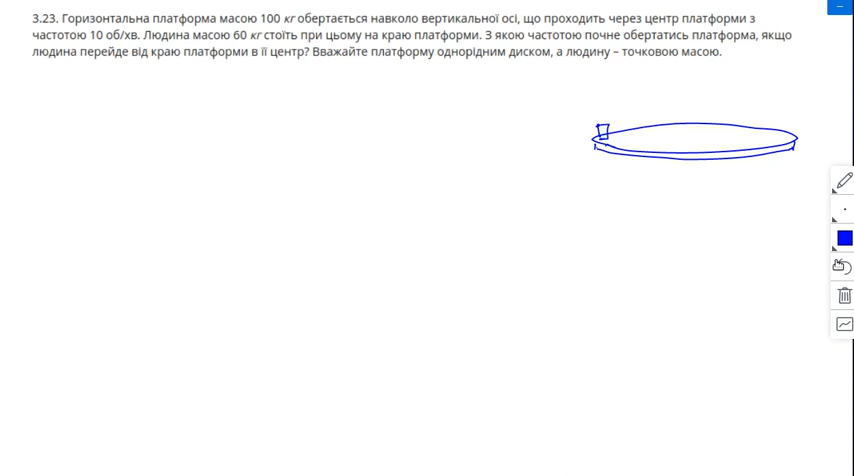 3.23. Горизонтальна платформа масою 100 кг обертається навколо вертикальної осі, що проходить через центр платформи з
частотою 10 об/хв. Людина масою 60 кг стоїть при цьому на краю платформи. З якою частотою почне обертатись платформа, якщо
людина перейде від краю платформи в її центр? Вважайте платформу однорідним диском, а людину – точковою масою.